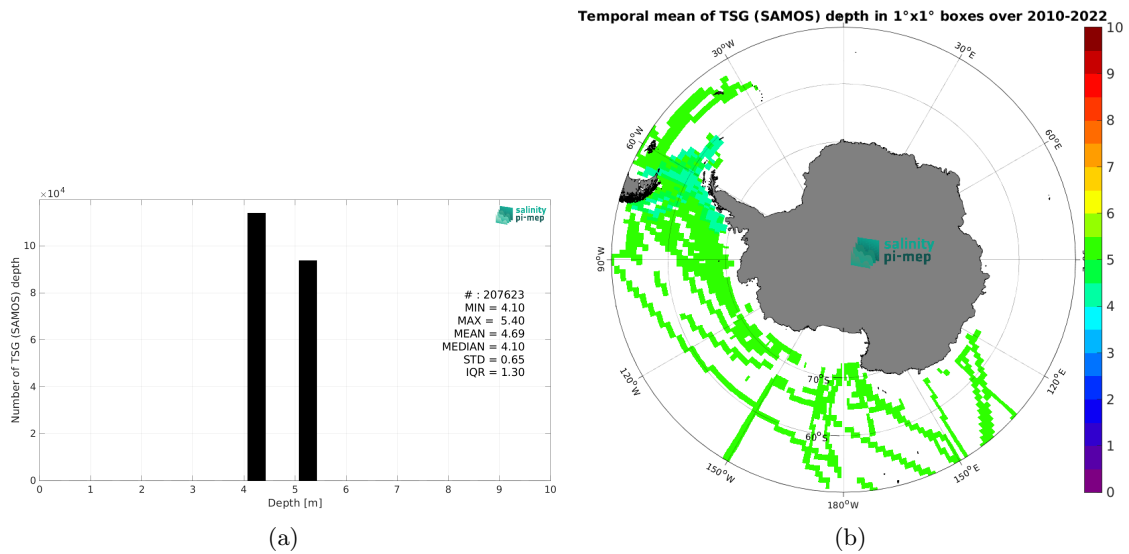 ×10⁴
10
8
6
4
2
0
Number of TSG (SAMOS) depth
0 1 2 3 4 5 6 7 8 9 10
Depth [m]
salinity
pi-mep
# : 207623
MIN = 4.10
MAX = 5.40
MEAN = 4.69
MEDIAN = 4.10
STD = 0.65
IQR = 1.30
(a)
Temporal mean of TSG (SAMOS) depth in 1°x1° boxes over 2010-2022
30°W
30°E
60°W
60°E
90°W
120°W
120°E
150°W
150°E
180°W
70°S
60°S
salinity
pi-mep
10
9
8
7
6
5
4
3
2
1
0
(b)